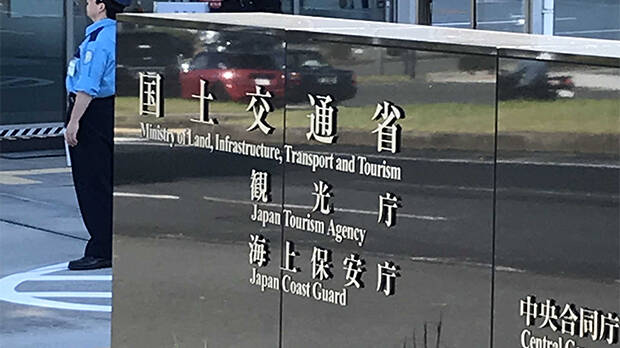 国土交通省
Ministry of Land, Infrastructure, Transport and Tourism
観光庁
Japan Tourism Agency
海上保安庁
Japan Coast Guard
中央合同庁
Central